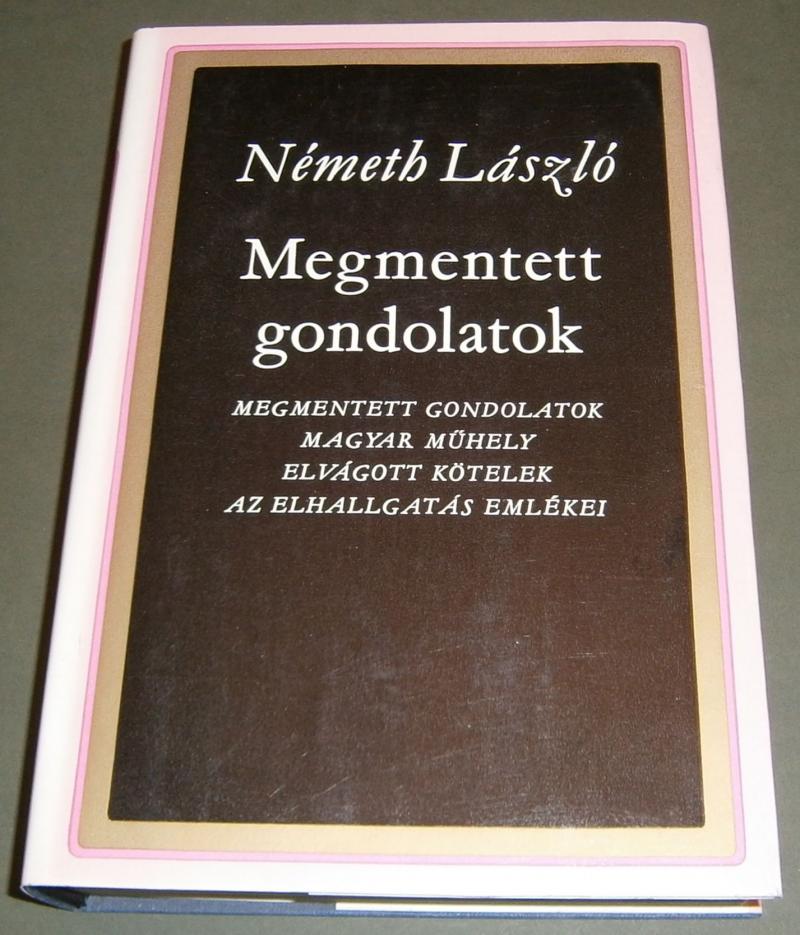 Németh László
Megmentett
gondolatok
MEGMENTETT GONDOLATOK
MAGYAR MŰHELY
ELVÁGOTT KÖTELEK
AZ ELHALLGATÁS EMLÉKEI